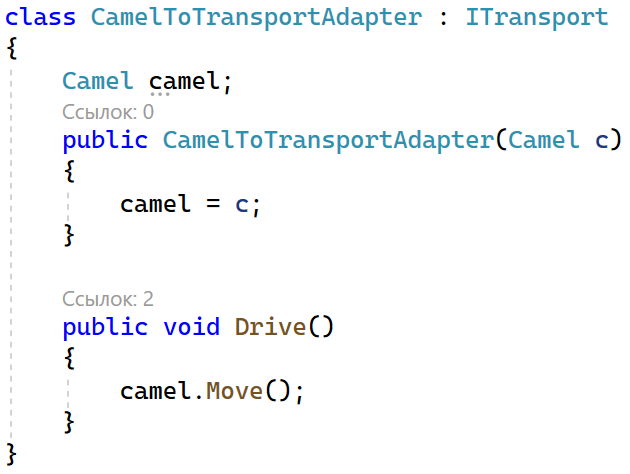 class CamelToTransportAdapter : ITransport
{
Camel camel;
Ссылок: 0
public CamelToTransportAdapter(Camel c)
{
camel = c;
}
Ссылок: 2
public void Drive()
{
camel.Move();
}
}